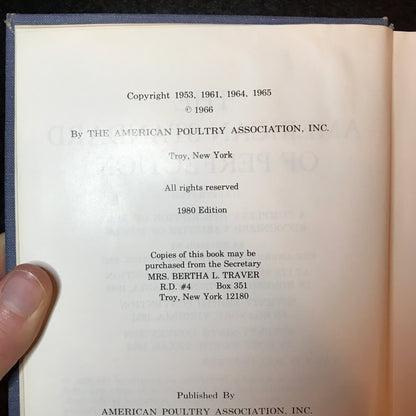 Copyright 1953, 1961, 1964, 1965
© 1966
By THE AMERICAN POULTRY ASSOCIATION, INC.
Troy, New York
All rights reserved
1980 Edition
Copies of this book may be
purchased from the Secretary
MRS. BERTHA L. TRAVER
R.D. #4 Box 351
Troy, New York 12180
Published By
AMERICAN POULTRY ASSOCIATION, INC.